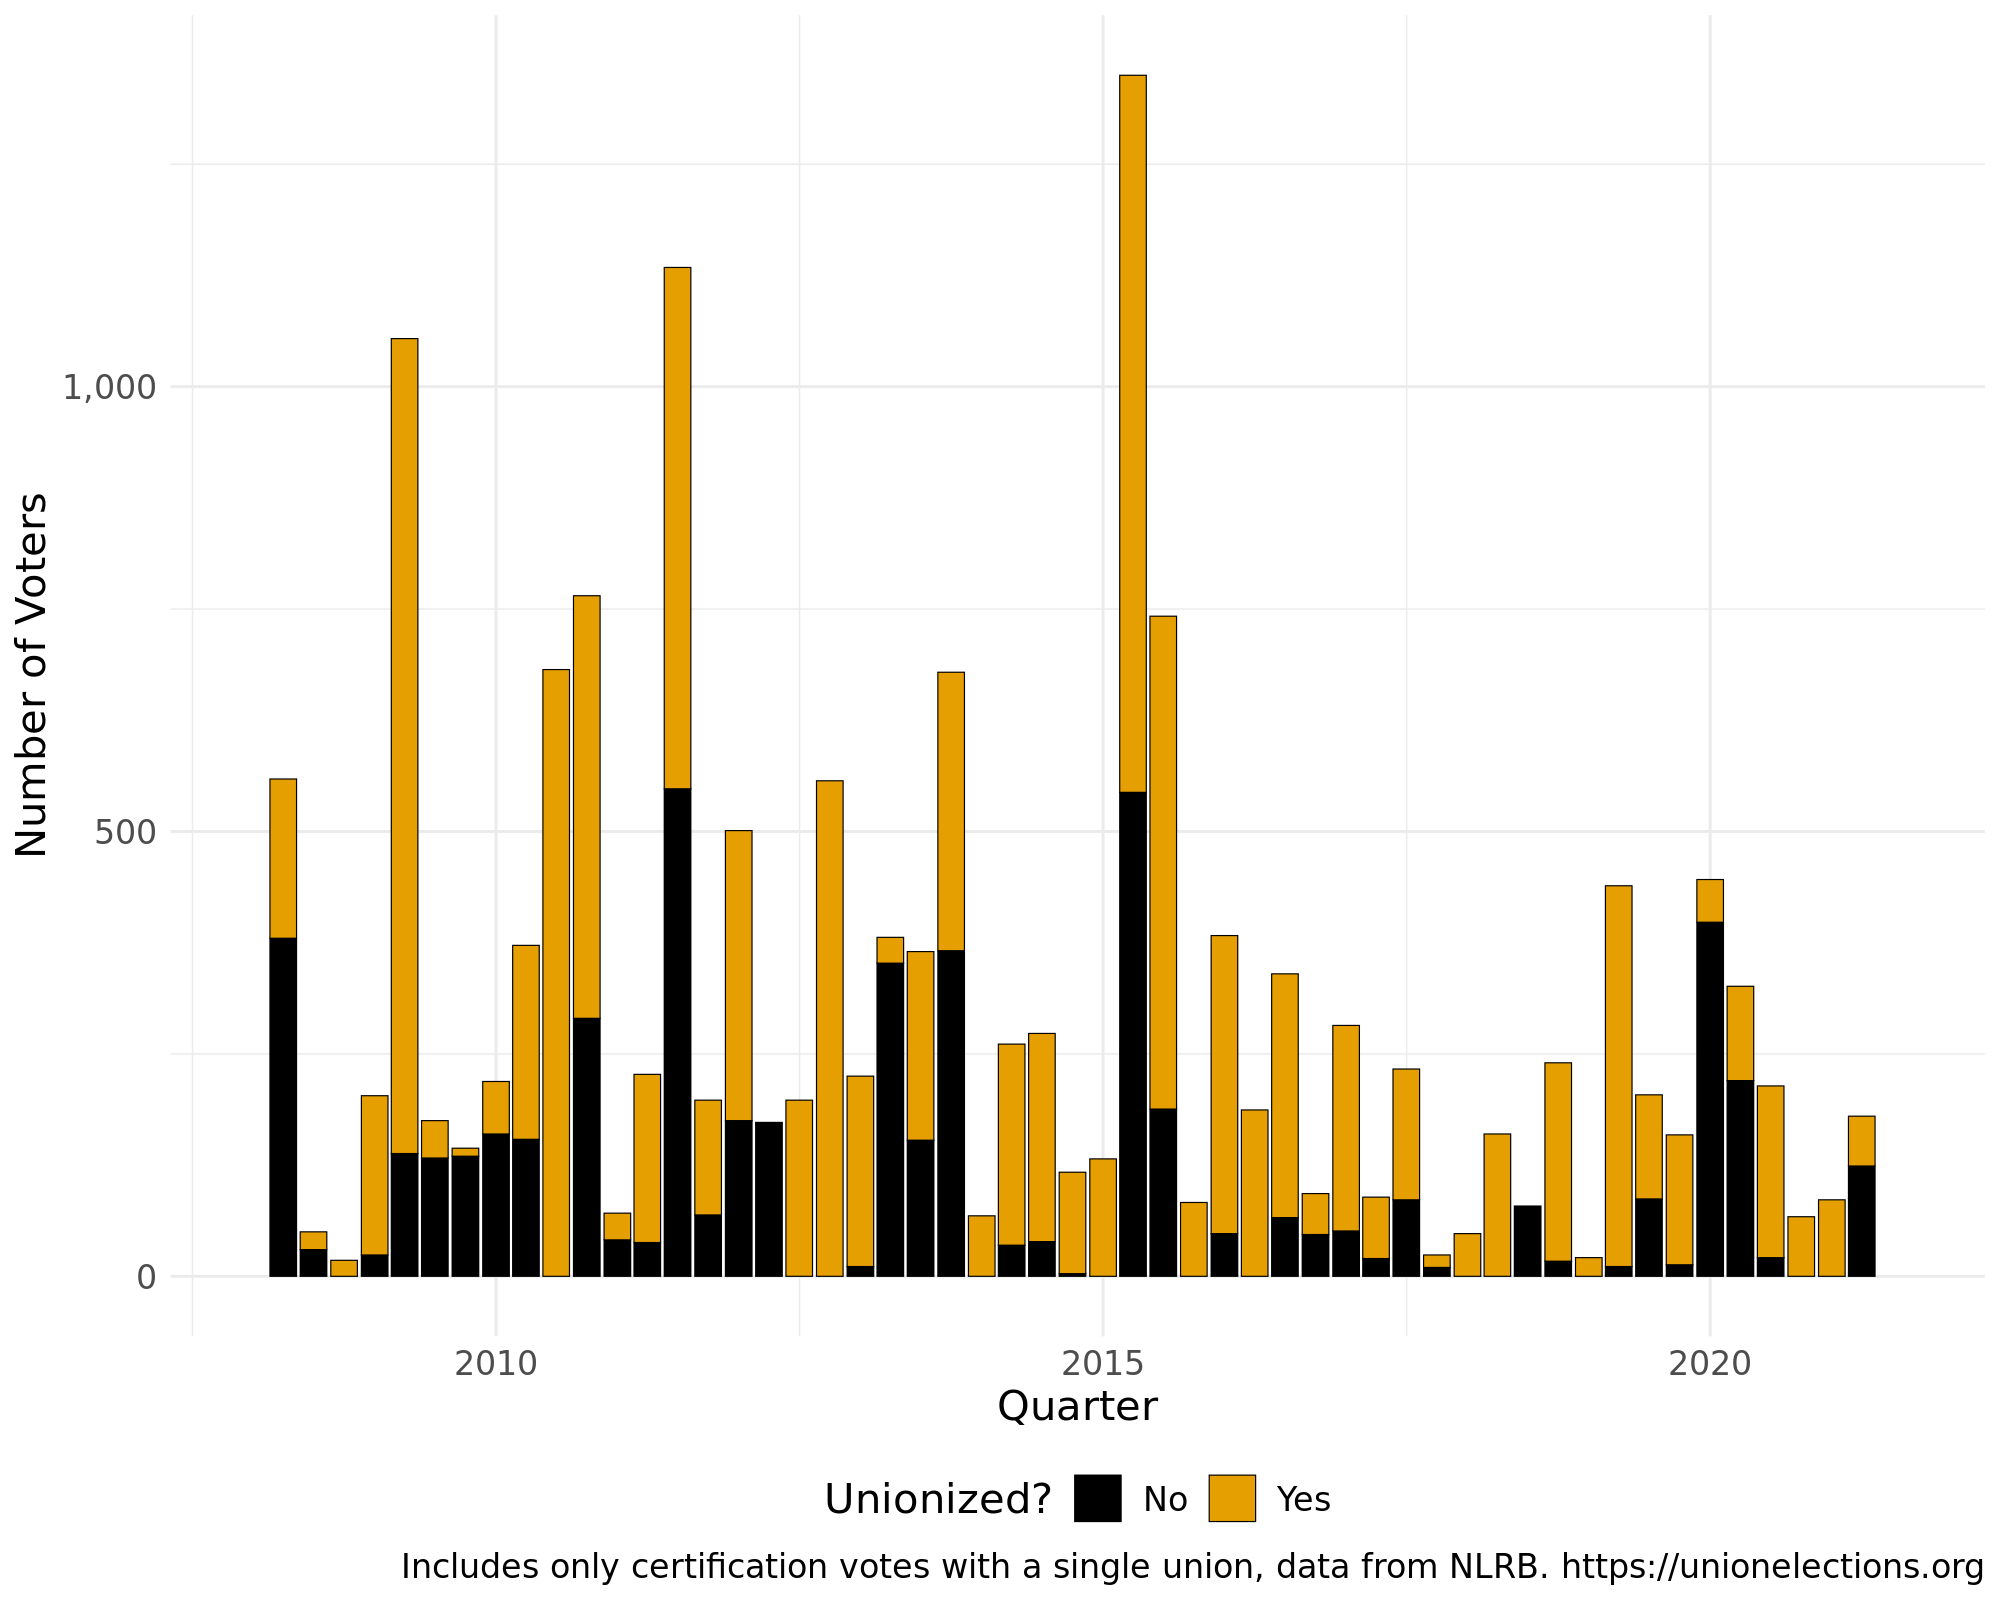 Number of Voters
1,000
500
0
2010 2015 2020
Quarter
Unionized? No Yes
Includes only certification votes with a single union, data from NLRB. https://unionelections.org